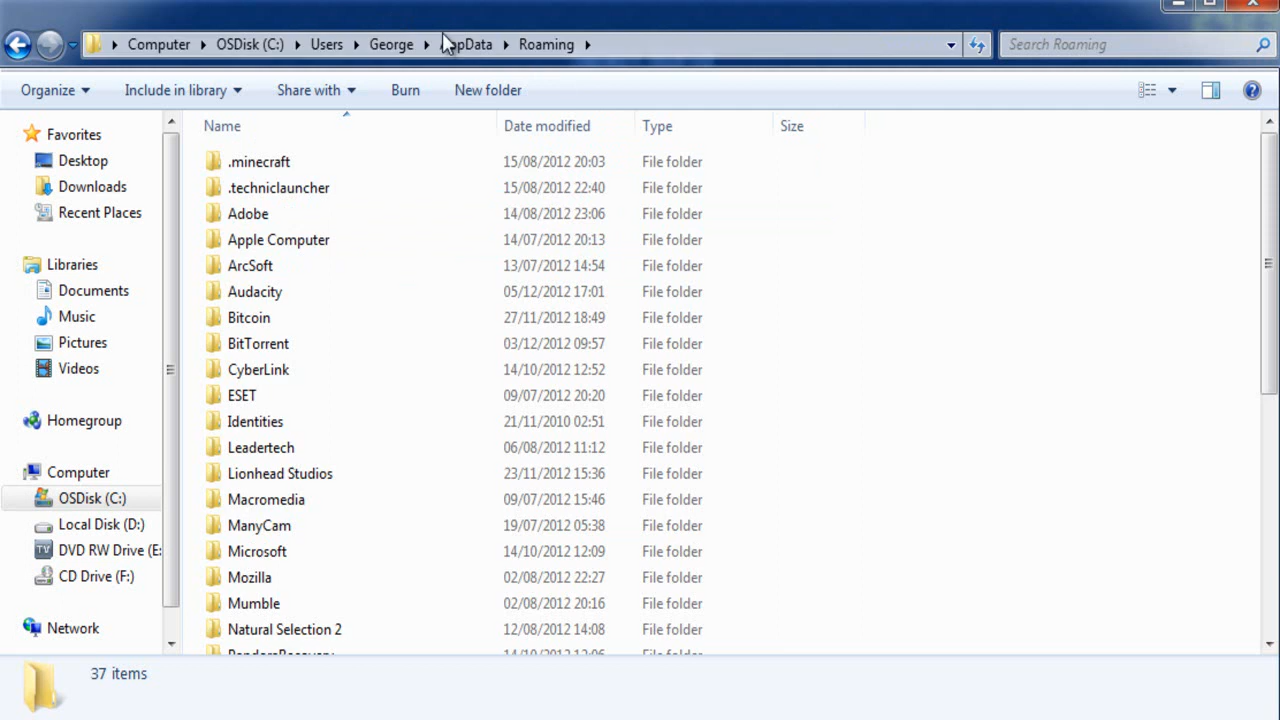 Computer OSDisk (C:) Users George AppData Roaming Search Roaming
Organize Include in library Share with Burn New folder
Name Date modified Type Size
Favorites
Desktop
Downloads
Recent Places
Libraries
Documents
Music
Pictures
Videos
Homegroup
Computer
OSDisk (C:)
Local Disk (D:)
DVD RW Drive (E:
CD Drive (F:)
Network
.minecraft 15/08/2012 20:03 File folder
.techniclauncher 15/08/2012 22:40 File folder
Adobe 14/08/2012 23:06 File folder
Apple Computer 14/07/2012 20:13 File folder
ArcSoft 13/07/2012 14:54 File folder
Audacity 05/12/2012 17:01 File folder
Bitcoin 27/11/2012 18:49 File folder
BitTorrent 03/12/2012 09:57 File folder
CyberLink 14/10/2012 12:52 File folder
ESET 09/07/2012 20:20 File folder
Identities 21/11/2010 02:51 File folder
Leadertech 06/08/2012 11:12 File folder
Lionhead Studios 23/11/2012 15:36 File folder
Macromedia 09/07/2012 15:46 File folder
ManyCam 19/07/2012 05:38 File folder
Microsoft 14/10/2012 12:09 File folder
Mozilla 02/08/2012 22:27 File folder
Mumble 02/08/2012 20:16 File folder
Natural Selection 2 12/08/2012 14:08 File folder
37 items